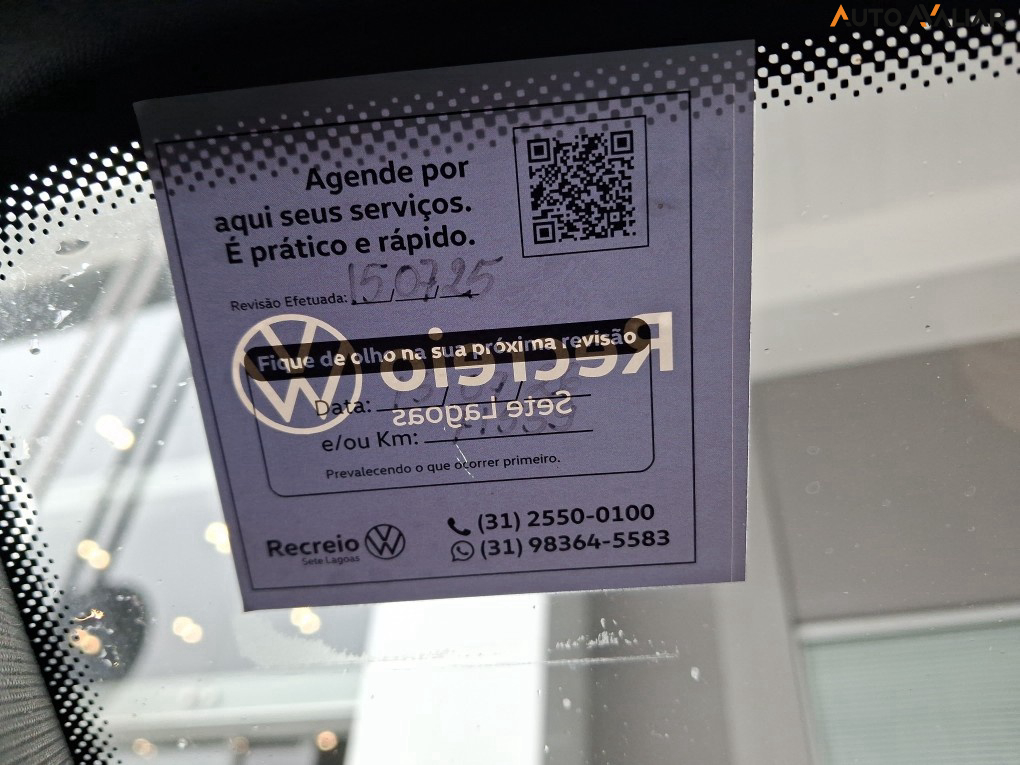 AUTO AVALIAR
Agende por
aqui seus serviços.
É prático e rápido.
Revisão Efetuada: 15/07/25
Fique de olho na sua próxima revisão
Recreio
Sete Lagoas
Data:
e/ou Km:
Prevalecendo o que ocorrer primeiro.
Recreio
Sete Lagoas
(31) 2550-0100
(31) 98364-5583